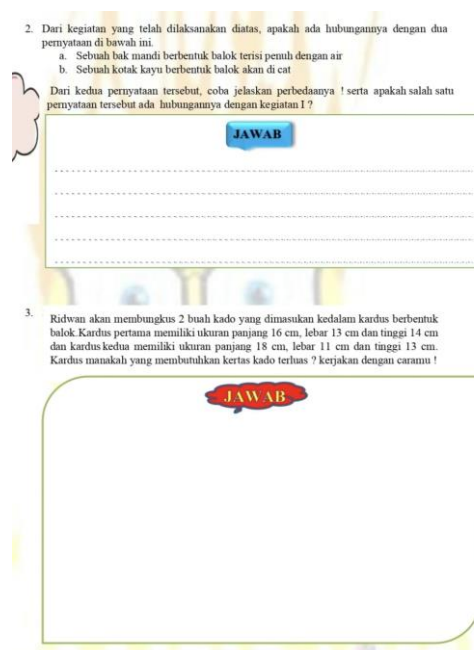 2. Dari kegiatan yang telah dilaksanakan diatas, apakah ada hubungannya dengan dua
pernyataan di bawah ini.
a. Sebuah bak mandi berbentuk balok terisi penuh dengan air
b. Sebuah kotak kayu berbentuk balok akan di cat
Dari kedua pernyataan tersebut, coba jelaskan perbedaanya ! serta apakah salah satu
pernyataan tersebut ada hubungannya dengan kegiatan I ?
JAWAB
3. Ridwan akan membungkus 2 buah kado yang dimasukan kedalam kardus berbentuk
balok.Kardus pertama memiliki ukuran panjang 16 cm, lebar 13 cm dan tinggi 14 cm
dan kardus kedua memiliki ukuran panjang 18 cm, lebar 11 cm dan tinggi 13 cm.
Kardus manakah yang membutuhkan kertas kado terluas ? kerjakan dengan caramu !
JAWAB